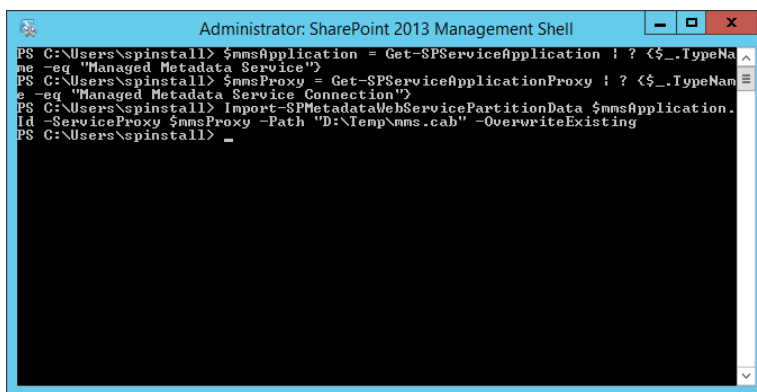 Administrator: SharePoint 2013 Management Shell
PS C:\Users\spinstall> $mmsApplication = Get-SPServiceApplication | ? {$_.TypeNa
me -eq "Managed Metadata Service"}
PS C:\Users\spinstall> $mmsProxy = Get-SPServiceApplicationProxy | ? {$_.TypeNam
e -eq "Managed Metadata Service Connection"}
PS C:\Users\spinstall> Import-SPMetadataWebServicePartitionData $mmsApplication.
Id -ServiceProxy $mmsProxy -Path "D:\Temp\mms.cab" -OverwriteExisting
PS C:\Users\spinstall> _